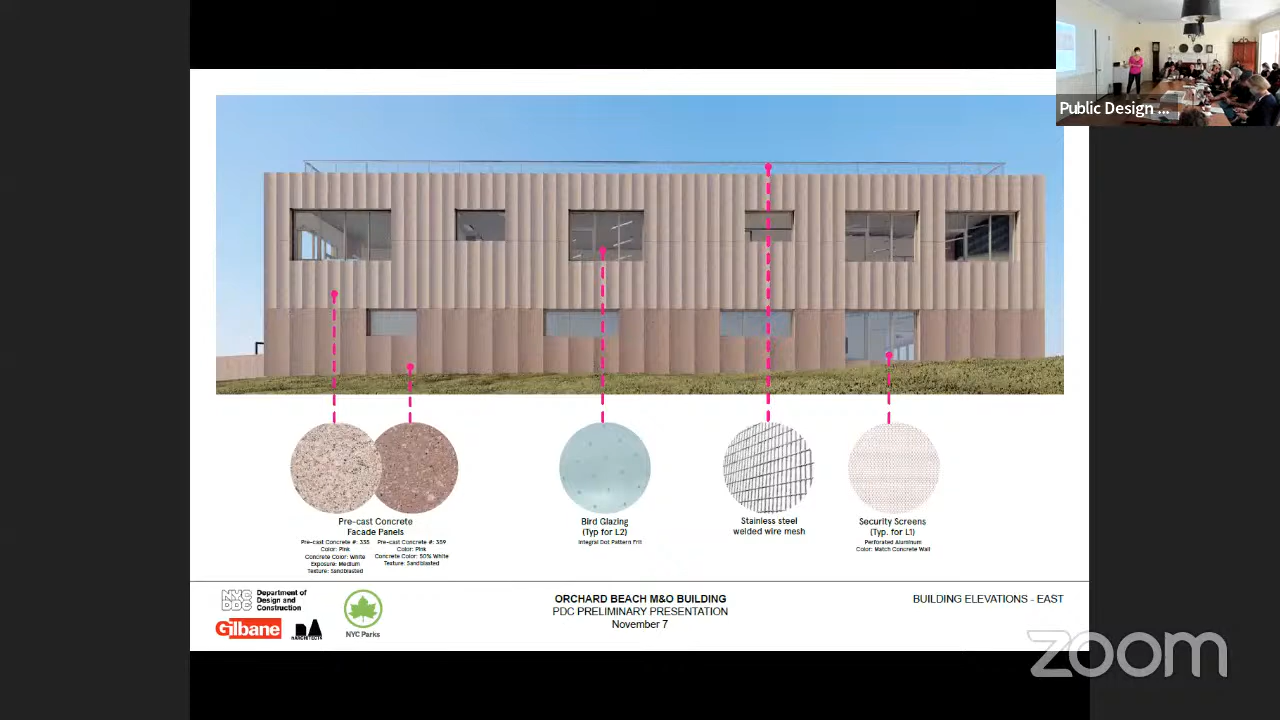 Public Design ...
Pre-cast Concrete
Facade Panels
Pre-cast Concrete #: 335
Color: Pink
Concrete Color: White
Exposure: Medium
Texture: Sandblasted
Pre-cast Concrete #: 359
Color: Pink
Concrete Color: 50% White
Texture: Sandblasted
Bird Glazing
(Typ for L2)
Integral Dot Pattern Frit
Stainless steel
welded wire mesh
Security Screens
(Typ. for L1)
Perforated Aluminum
Color: Match Concrete Wall
NYC
DDC
Department of
Design and
Construction
Gilbane
nA
NARCHITECTS
NYC Parks
ORCHARD BEACH M&O BUILDING
PDC PRELIMINARY PRESENTATION
November 7
BUILDING ELEVATIONS - EAST
zoom